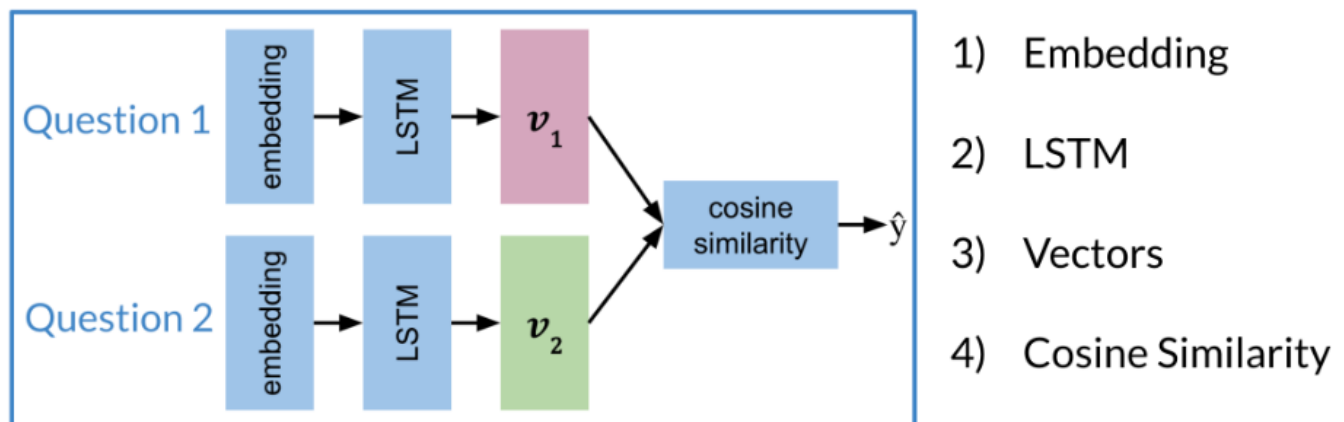 Question 1
embedding
LSTM
v1
Question 2
embedding
LSTM
v2
cosine
similarity
ŷ
1) Embedding
2) LSTM
3) Vectors
4) Cosine Similarity